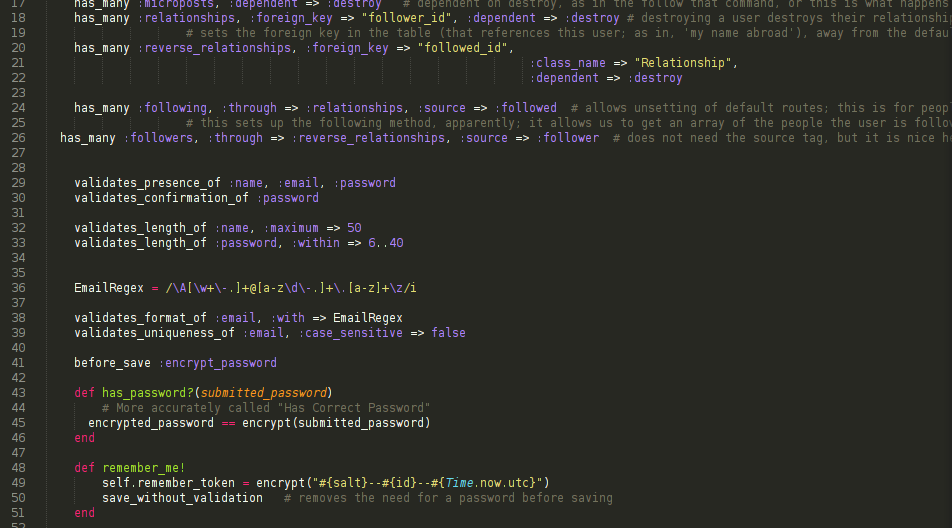 17 has_many :microposts, :dependent => :destroy # dependent on destroy, as in the follow that command, or this is what happens
18 has_many :relationships, :foreign_key => "follower_id", :dependent => :destroy # destroying a user destroys their relationshi
19 # sets the foreign key in the table (that references this user; as in, 'my name abroad'), away from the defau
20 has_many :reverse_relationships, :foreign_key => "followed_id",
21 :class_name => "Relationship",
22 :dependent => :destroy
23
24 has_many :following, :through => :relationships, :source => :followed # allows unsetting of default routes; this is for peopl
25 # this sets up the following method, apparently; it allows us to get an array of the people the user is follow
26 has_many :followers, :through => :reverse_relationships, :source => :follower # does not need the source tag, but it is nice he
27
28
29 validates_presence_of :name, :email, :password
30 validates_confirmation_of :password
31
32 validates_length_of :name, :maximum => 50
33 validates_length_of :password, :within => 6..40
34
35
36 EmailRegex = /\A[\w+\-.]+@[a-z\d\-.]+\.[a-z]+\z/i
37
38 validates_format_of :email, :with => EmailRegex
39 validates_uniqueness_of :email, :case_sensitive => false
40
41 before_save :encrypt_password
42
43 def has_password?(submitted_password)
44 # More accurately called "Has Correct Password"
45 encrypted_password == encrypt(submitted_password)
46 end
47
48 def remember_me!
49 self.remember_token = encrypt("#{salt}--#{id}--#{Time.now.utc}")
50 save_without_validation # removes the need for a password before saving
51 end
52